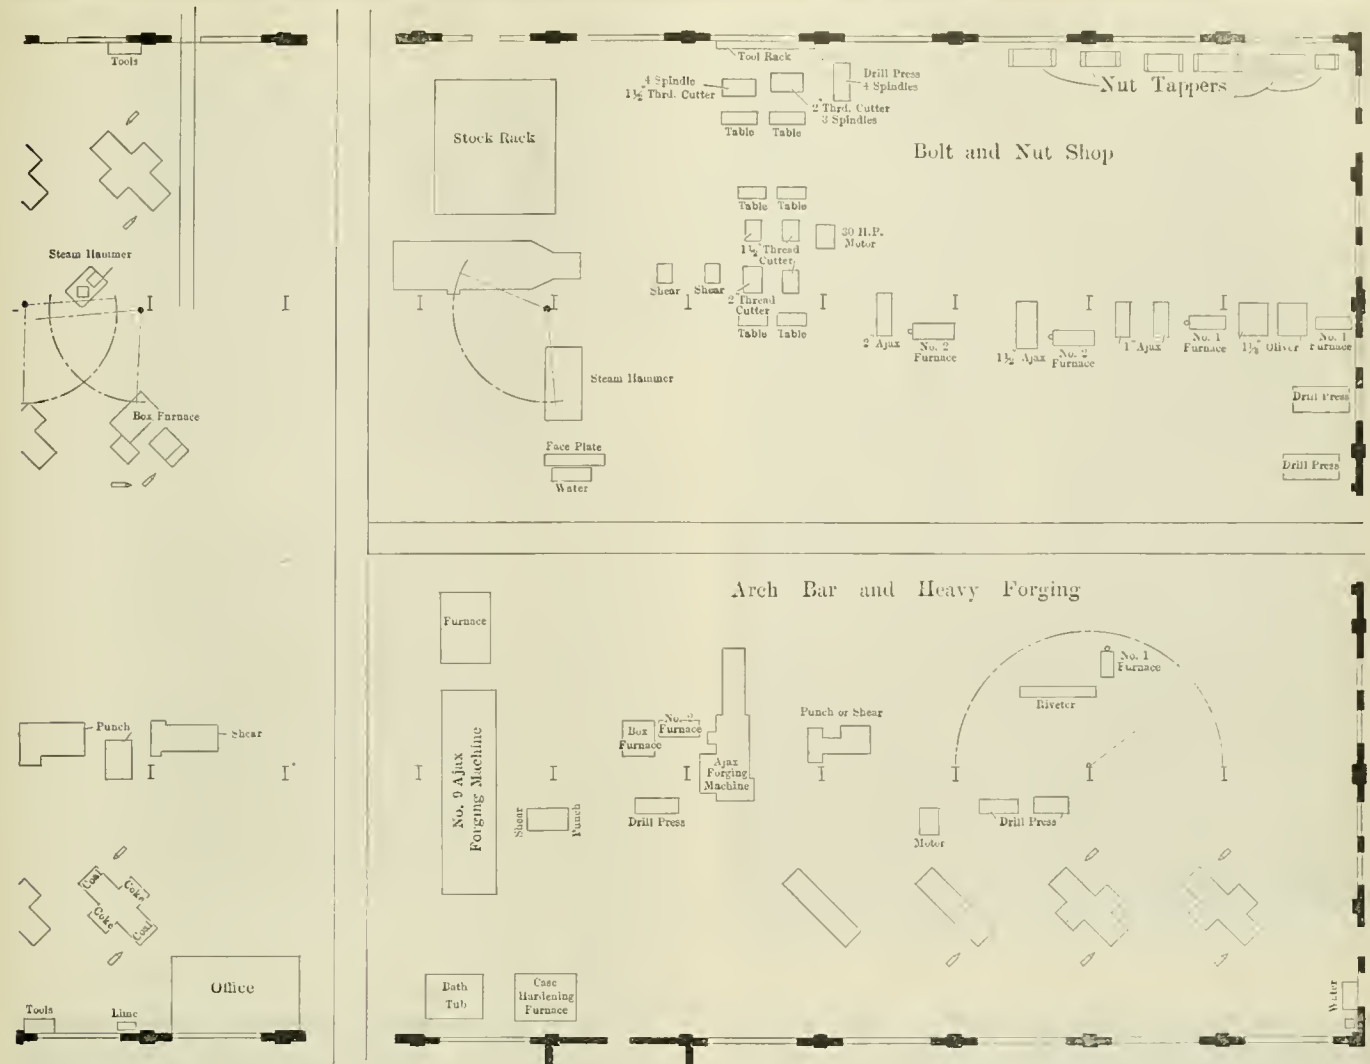 Tools
Steam Hammer
Box Furnace
Punch
Shear
Coal
Coke
Coke
Coal
Office
Tools
Lime
Tool Rack
4 Spindle
1½" Thrd. Cutter
Drill Press
4 Spindles
2" Thrd. Cutter
3 Spindles
Table
Table
Nut Tappers
Stock Rack
Bolt and Nut Shop
Table
Table
30 H.P.
Motor
1½" Thread
Cutter
Shear
Shear
2" Thread
Cutter
Table
Table
2" Ajax
No. 2
Furnace
1½" Ajax
No. 2
Furnace
1" Ajax
No. 1
Furnace
1½" Oliver
No. 1
Furnace
Steam Hammer
Drill Press
Face Plate
Water
Drill Press
Arch Bar and Heavy Forging
Furnace
No. 1
Furnace
Riveter
No. 9 Ajax
Forging Machine
Box
Furnace
No. 2
Furnace
Punch or Shear
Ajax
Forging
Machine
Shear
Punch
Drill Press
Motor
Drill Press
Bath
Tub
Case
Hardening
Furnace
Water